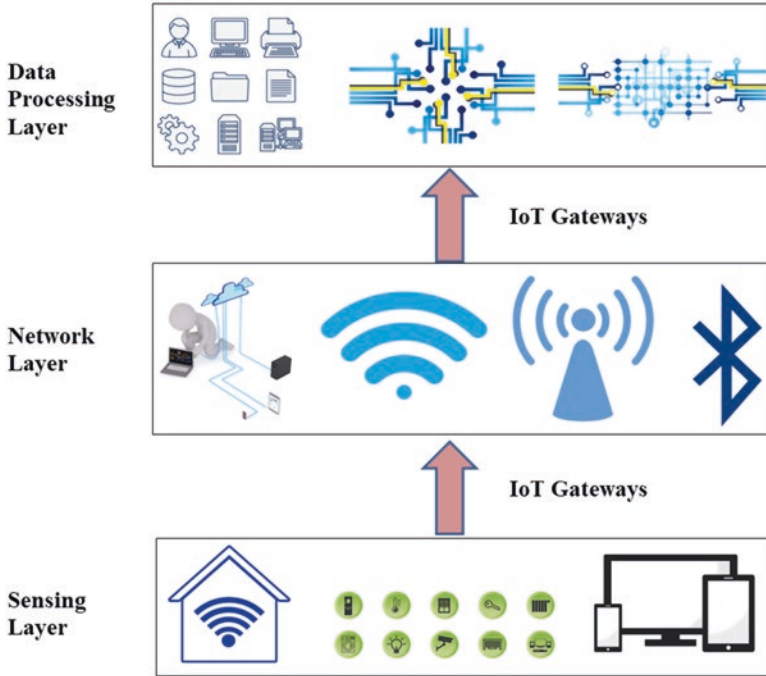 Data
Processing
Layer
IoT Gateways
Network
Layer
IoT Gateways
Sensing
Layer